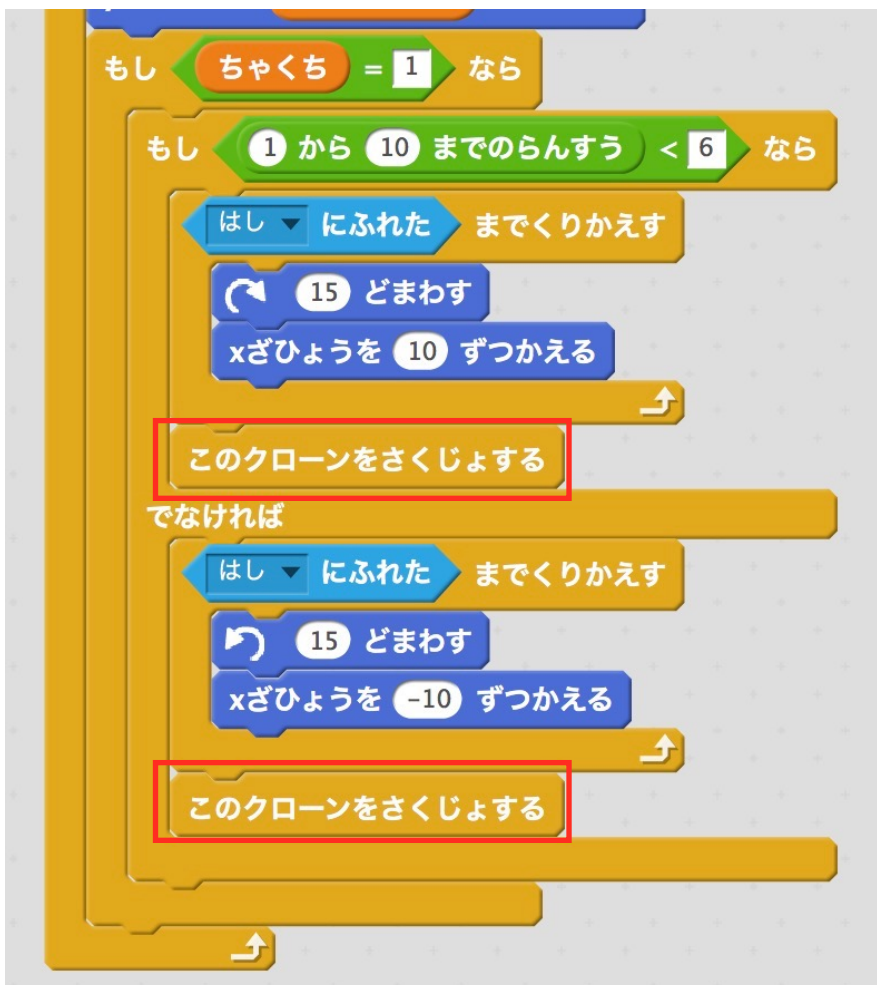 もし ちゃくち = 1 なら
もし 1 から 10 までのらんすう < 6 なら
はし にふれた までくりかえす
15 どまわす
xざひょうを 10 ずつかえる
このクローンをさくじょする
でなければ
はし にふれた までくりかえす
15 どまわす
xざひょうを -10 ずつかえる
このクローンをさくじょする